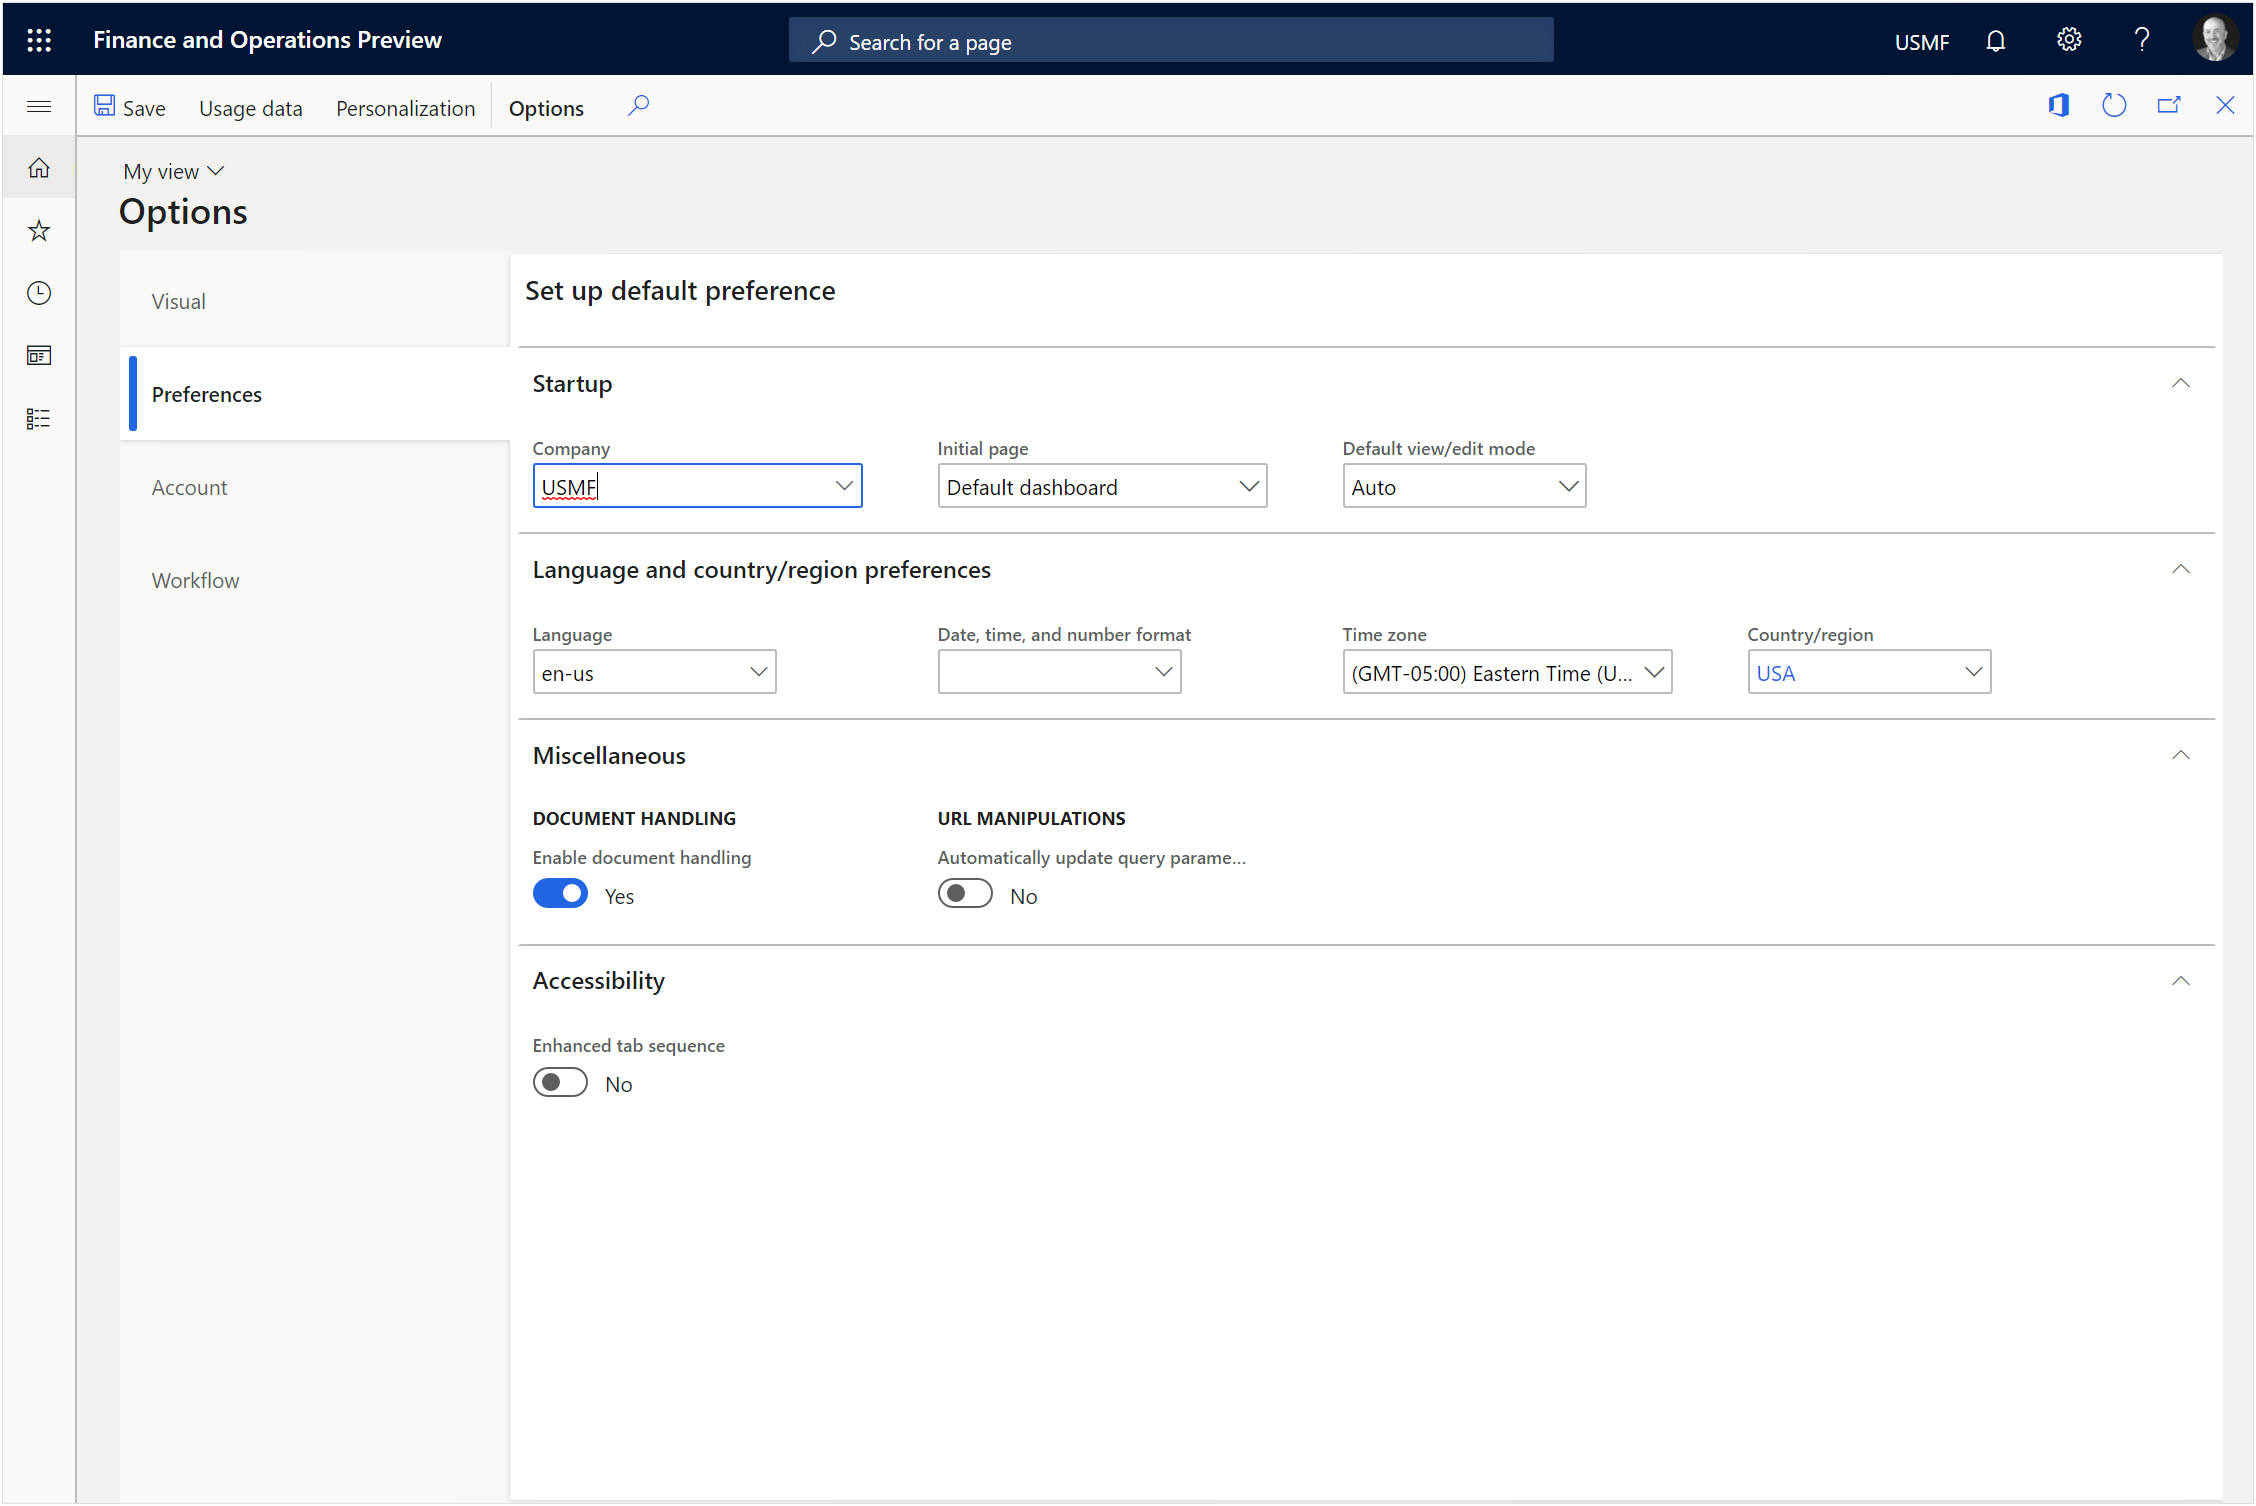 Finance and Operations Preview
Search for a page
USMF
Save
Usage data
Personalization
Options
My view
Options
Visual
Preferences
Account
Workflow
Set up default preference
Startup
Company
Initial page
Default view/edit mode
USMF
Default dashboard
Auto
Language and country/region preferences
Language
Date, time, and number format
Time zone
Country/region
en-us
(GMT-05:00) Eastern Time (U...
USA
Miscellaneous
DOCUMENT HANDLING
URL MANIPULATIONS
Enable document handling
Automatically update query parame...
Yes
No
Accessibility
Enhanced tab sequence
No